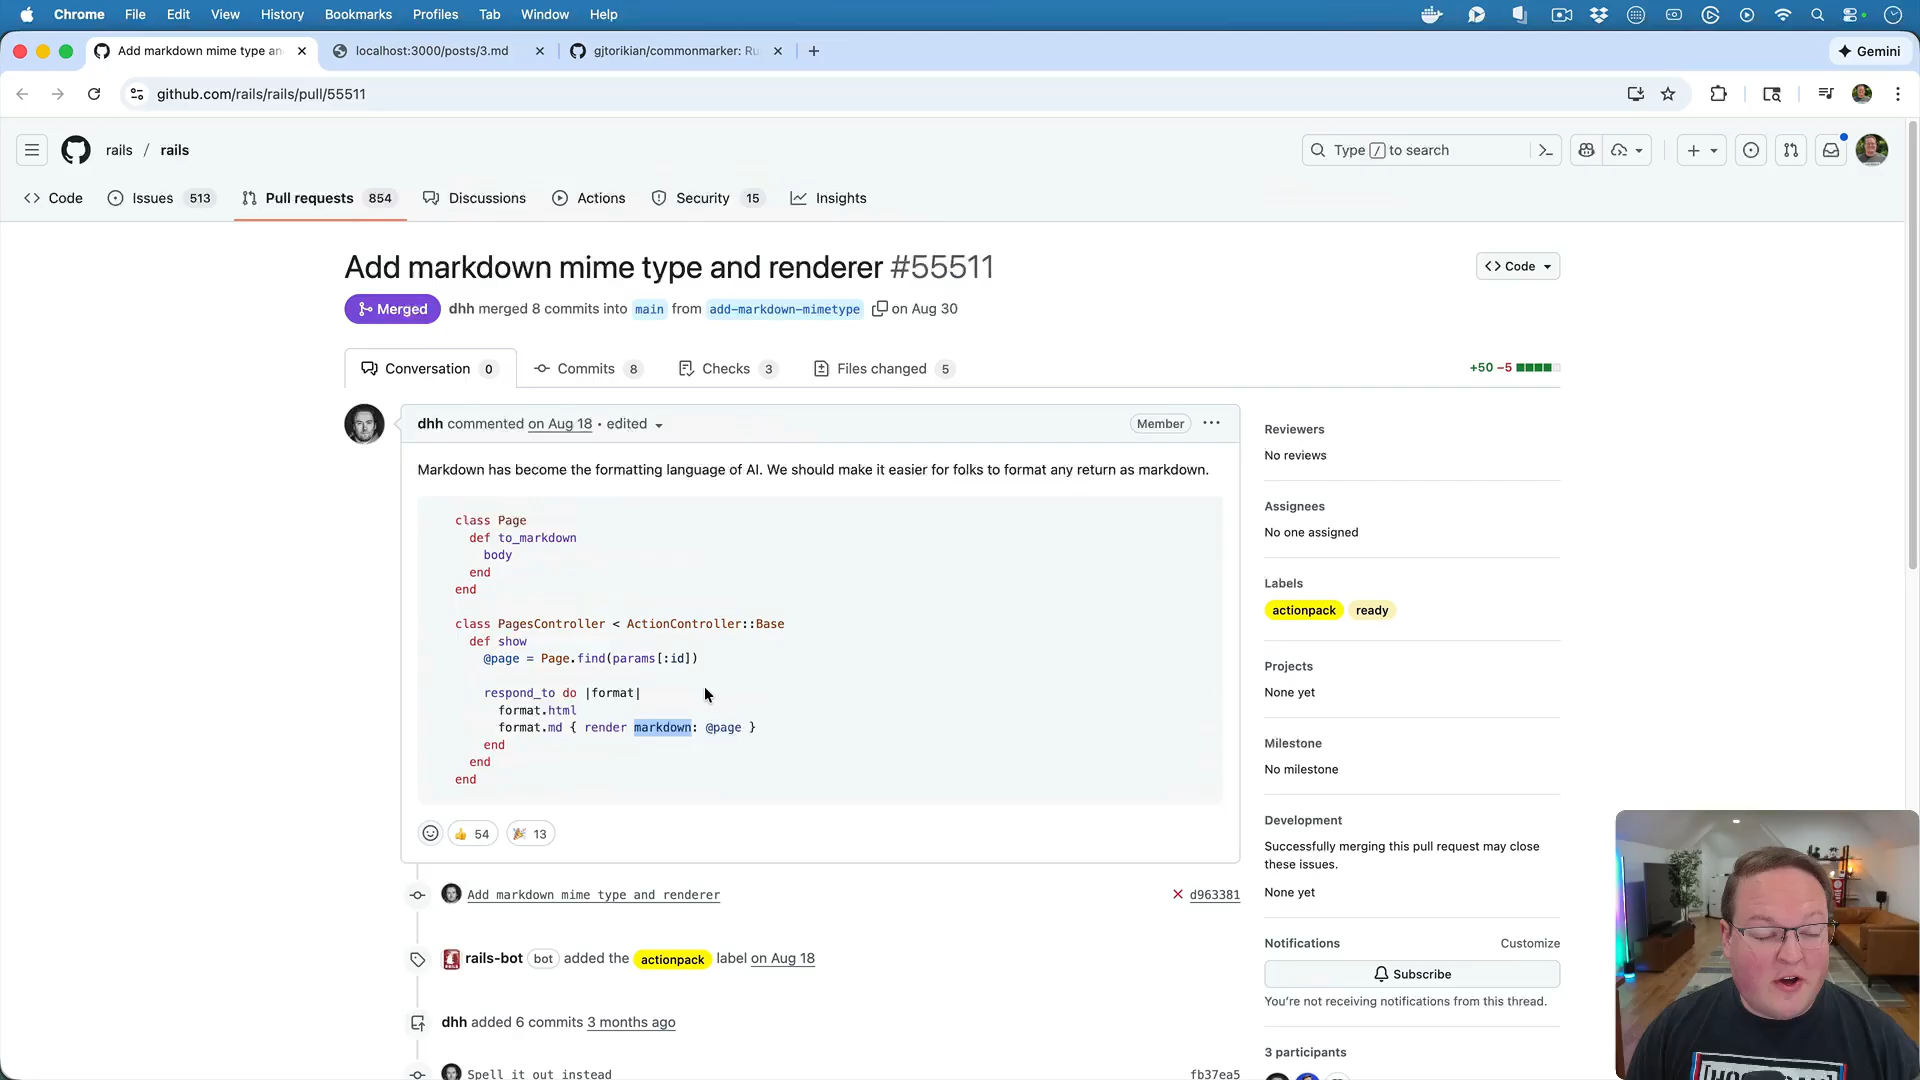 Chrome File Edit View History Bookmarks Profiles Tab Window Help
Add markdown mime type an
localhost:3000/posts/3.md
gjtorikian/commonmarker: Ru
Gemini
github.com/rails/rails/pull/55511
rails / rails
Type / to search
Code
Issues 513
Pull requests 854
Discussions
Actions
Security 15
Insights
Add markdown mime type and renderer #55511
Code
Merged dhh merged 8 commits into main from add-markdown-mimetype on Aug 30
Conversation 0
Commits 8
Checks 3
Files changed 5
+50 −5
dhh commented on Aug 18 • edited
Member
Markdown has become the formatting language of AI. We should make it easier for folks to format any return as markdown.
class Page
def to_markdown
body
end
end
class PagesController < ActionController::Base
def show
@page = Page.find(params[:id])
respond_to do |format|
format.html
format.md { render markdown: @page }
end
end
end
👍 54
🎉 13
Add markdown mime type and renderer
d963381
rails-bot bot added the actionpack label on Aug 18
dhh added 6 commits 3 months ago
Spell it out instead
fb37ea5
Reviewers
No reviews
Assignees
No one assigned
Labels
actionpack ready
Projects
None yet
Milestone
No milestone
Development
Successfully merging this pull request may close
these issues.
None yet
Notifications
Customize
Subscribe
You're not receiving notifications from this thread.
3 participants